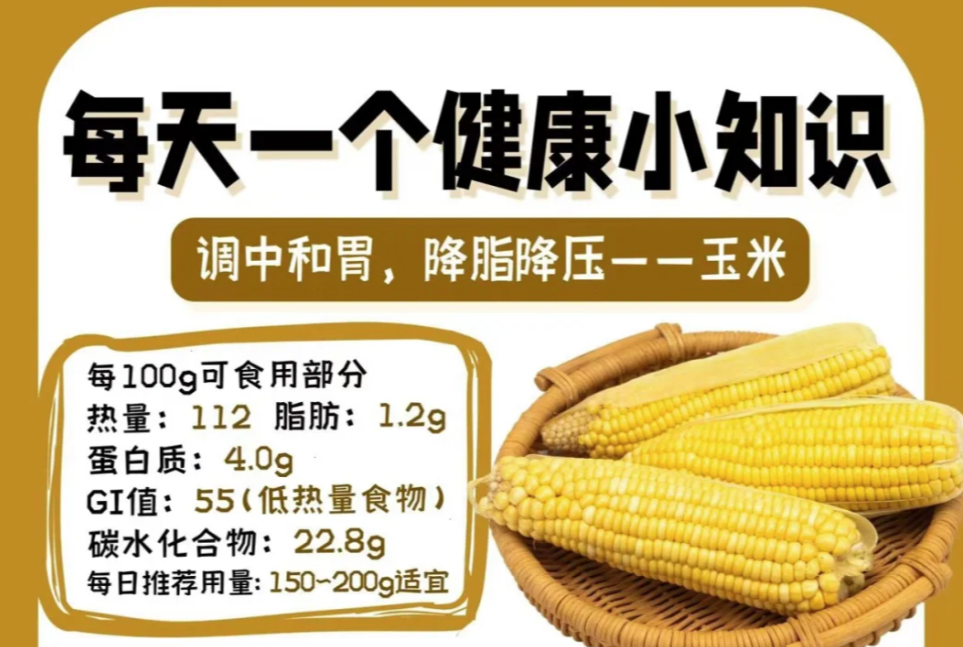 每天一个健康小知识
调中和胃，降脂降压——玉米
每100g可食用部分
热量：112 脂肪：1.2g
蛋白质：4.0g
GI值：55(低热量食物)
碳水化合物：22.8g
每日推荐用量：150~200g适宜